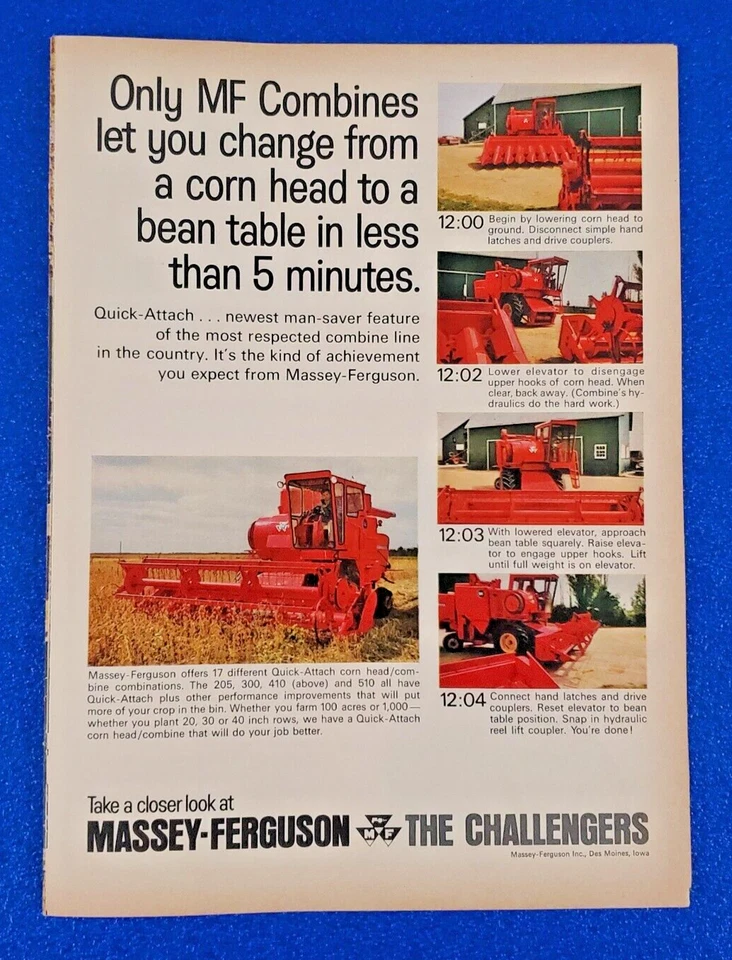 Only MF Combines
let you change from
a corn head to a
bean table in less
than 5 minutes.
Quick-Attach . . . newest man-saver feature
of the most respected combine line
in the country. It's the kind of achievement
you expect from Massey-Ferguson.
Massey-Ferguson offers 17 different Quick-Attach corn head/com-
bine combinations. The 205, 300, 410 (above) and 510 all have
Quick-Attach plus other performance improvements that will put
more of your crop in the bin. Whether you farm 100 acres or 1,000—
whether you plant 20, 30 or 40 inch rows, we have a Quick-Attach
corn head/combine that will do your job better.
12:00 Begin by lowering corn head to
ground. Disconnect simple hand
latches and drive couplers.
12:02 Lower elevator to disengage
upper hooks of corn head. When
clear, back away. (Combine's hy-
draulics do the hard work.)
12:03 With lowered elevator, approach
bean table squarely. Raise eleva-
tor to engage upper hooks. Lift
until full weight is on elevator.
12:04 Connect hand latches and drive
couplers. Reset elevator to bean
table position. Snap in hydraulic
reel lift coupler. You're done!
Take a closer look at
MASSEY-FERGUSON MF THE CHALLENGERS
Massey-Ferguson Inc., Des Moines, Iowa